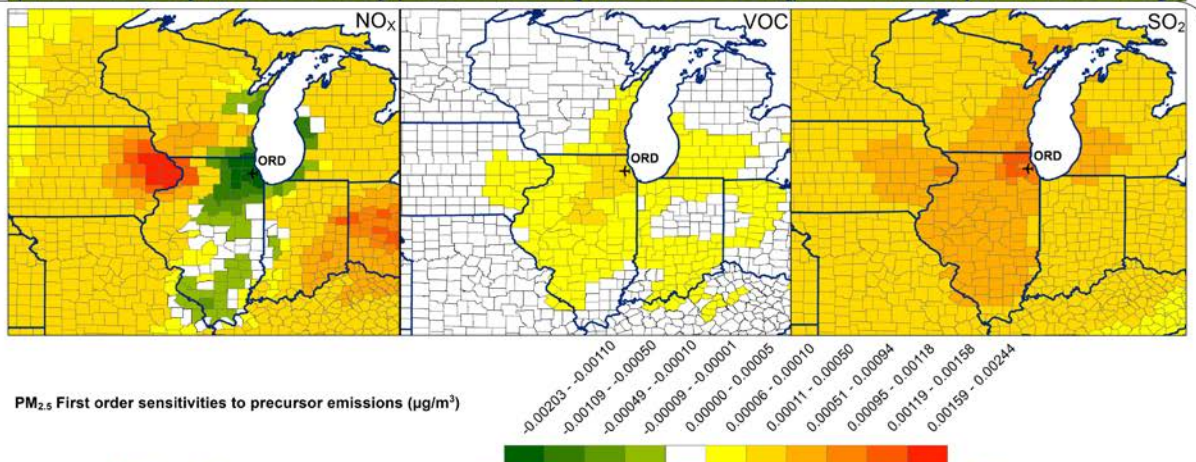 NOX
VOC
SO2
ORD
ORD
ORD
-0.00203 - -0.00110
-0.00109 - -0.00050
-0.00049 - -0.00010
-0.00009 - -0.00001
0.00000 - 0.00005
0.00006 - 0.00010
0.00011 - 0.00050
0.00051 - 0.00094
0.00095 - 0.00118
0.00119 - 0.00158
0.00159 - 0.00244
PM2.5 First order sensitivities to precursor emissions (µg/m³)